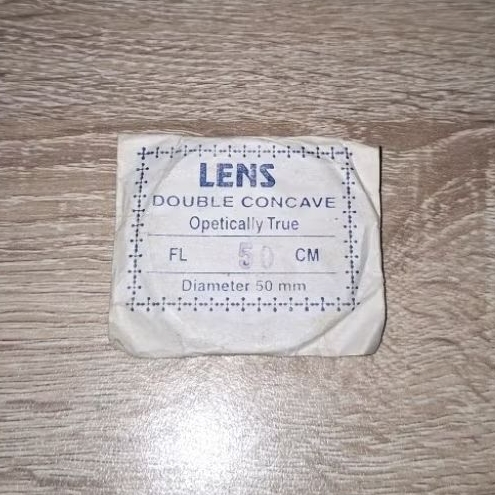 LENS
DOUBLE CONCAVE
Opetically True
FL 50 CM
Diameter 50 mm